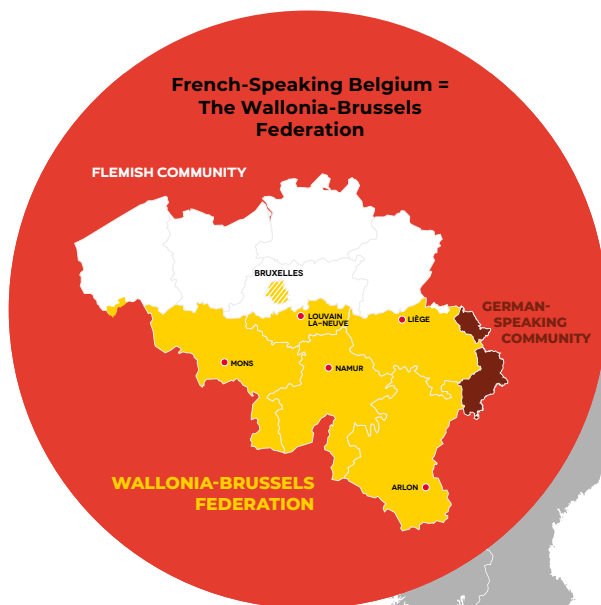 French-Speaking Belgium =
The Wallonia-Brussels
Federation
FLEMISH COMMUNITY
BRUXELLES
LOUVAIN
LA-NEUVE
LIÈGE
GERMAN-
SPEAKING
COMMUNITY
MONS
NAMUR
WALLONIA-BRUSSELS
FEDERATION
ARLON